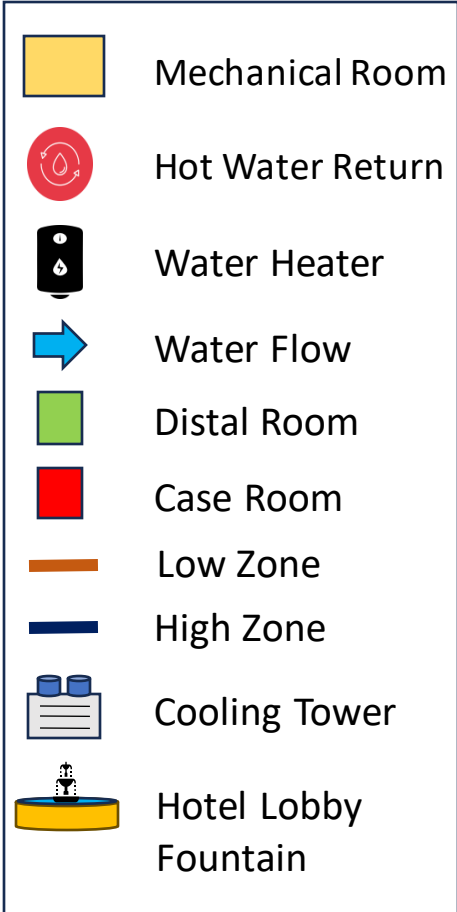 Mechanical Room
Hot Water Return
Water Heater
Water Flow
Distal Room
Case Room
Low Zone
High Zone
Cooling Tower
Hotel Lobby
Fountain